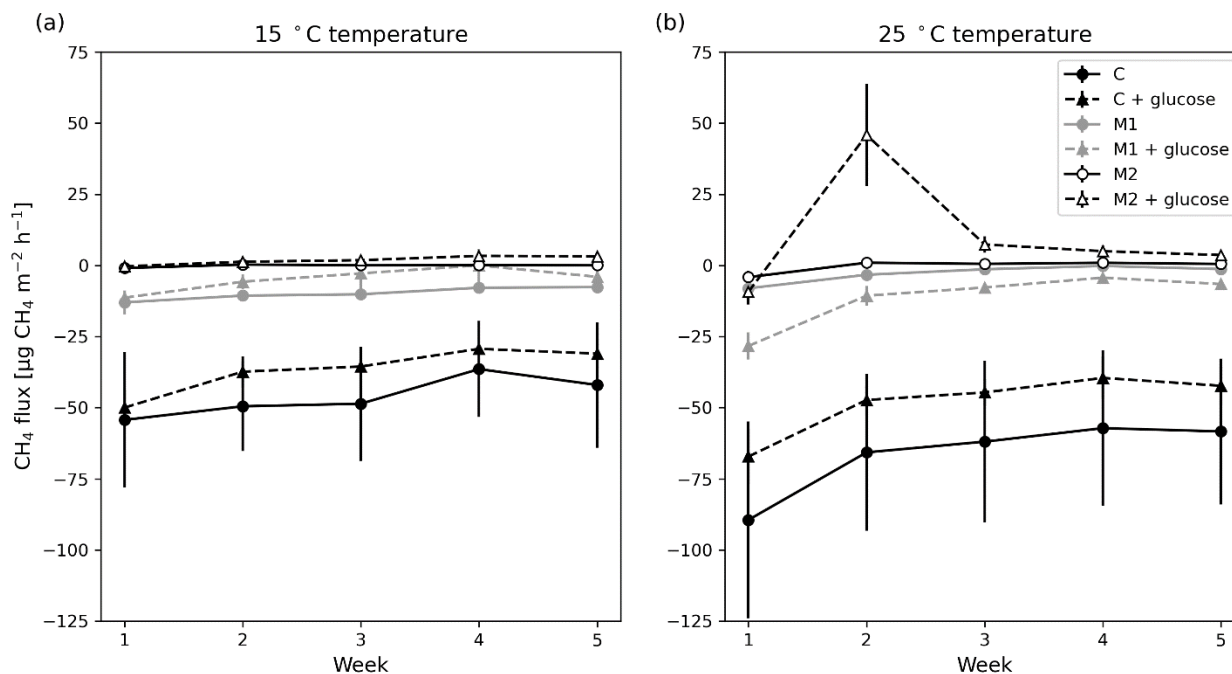 (a)
15 °C temperature
CH₄ flux [µg CH₄ m⁻² h⁻¹]
75
50
25
0
−25
−50
−75
−100
−125
1 2 3 4 5
Week
(b)
25 °C temperature
75
50
25
0
−25
−50
−75
−100
−125
C
C + glucose
M1
M1 + glucose
M2
M2 + glucose
1 2 3 4 5
Week